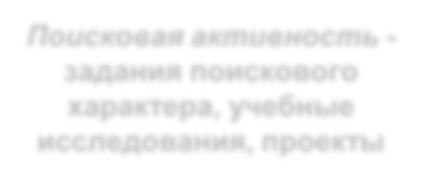 Поисковая активность -
задания поискового
характера, учебные
исследования, проекты